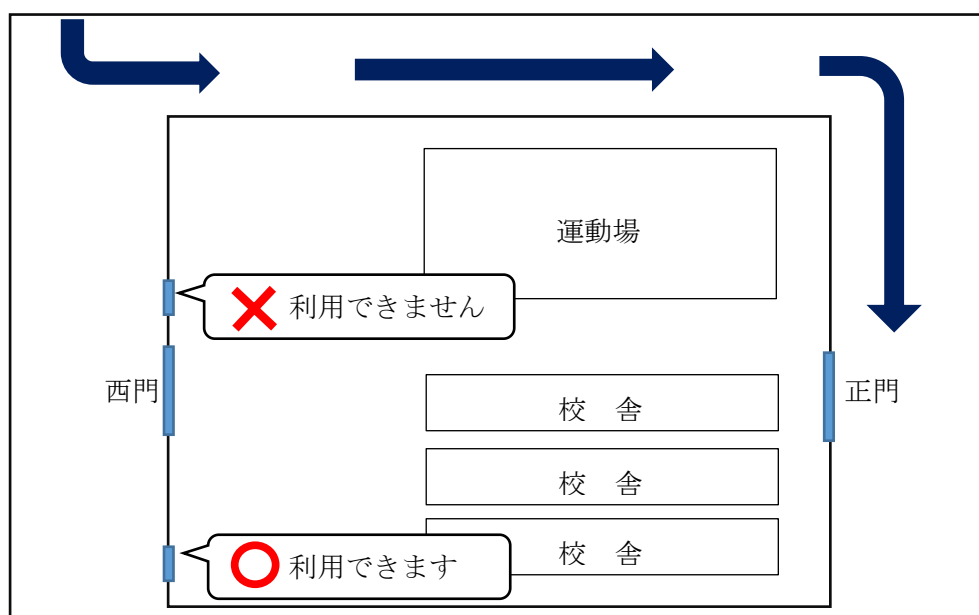 運動場
利用できません
西門
校 舎
正門
校 舎
校 舎
利用できます